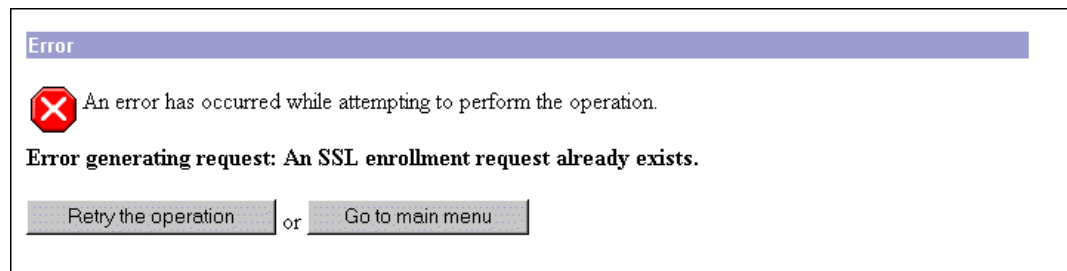 Error
An error has occurred while attempting to perform the operation.
Error generating request: An SSL enrollment request already exists.
Retry the operation or Go to main menu